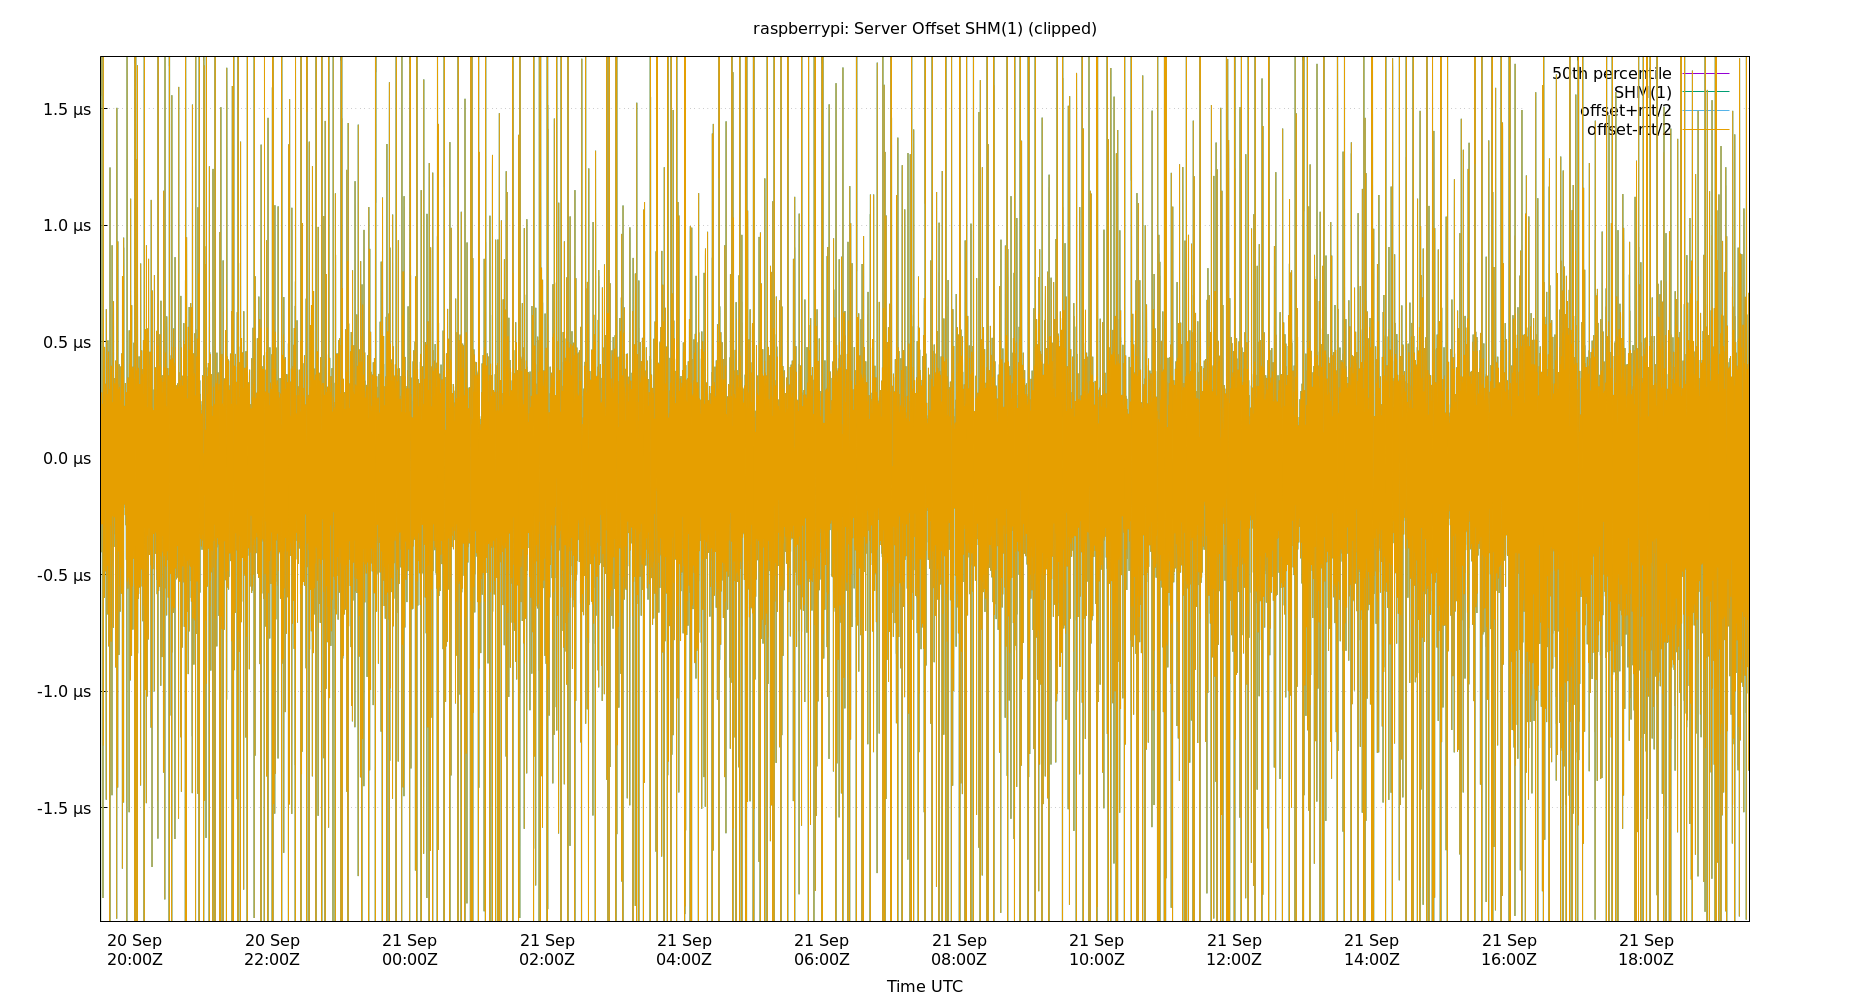 raspberrypi: Server Offset SHM(1) (clipped)
50th percentile
SHM(1)
offset+rtt/2
offset-rtt/2
1.5 µs
1.0 µs
0.5 µs
0.0 µs
-0.5 µs
-1.0 µs
-1.5 µs
20 Sep 20 Sep 21 Sep 21 Sep 21 Sep 21 Sep 21 Sep 21 Sep 21 Sep 21 Sep 21 Sep 21 Sep
20:00Z 22:00Z 00:00Z 02:00Z 04:00Z 06:00Z 08:00Z 10:00Z 12:00Z 14:00Z 16:00Z 18:00Z
Time UTC